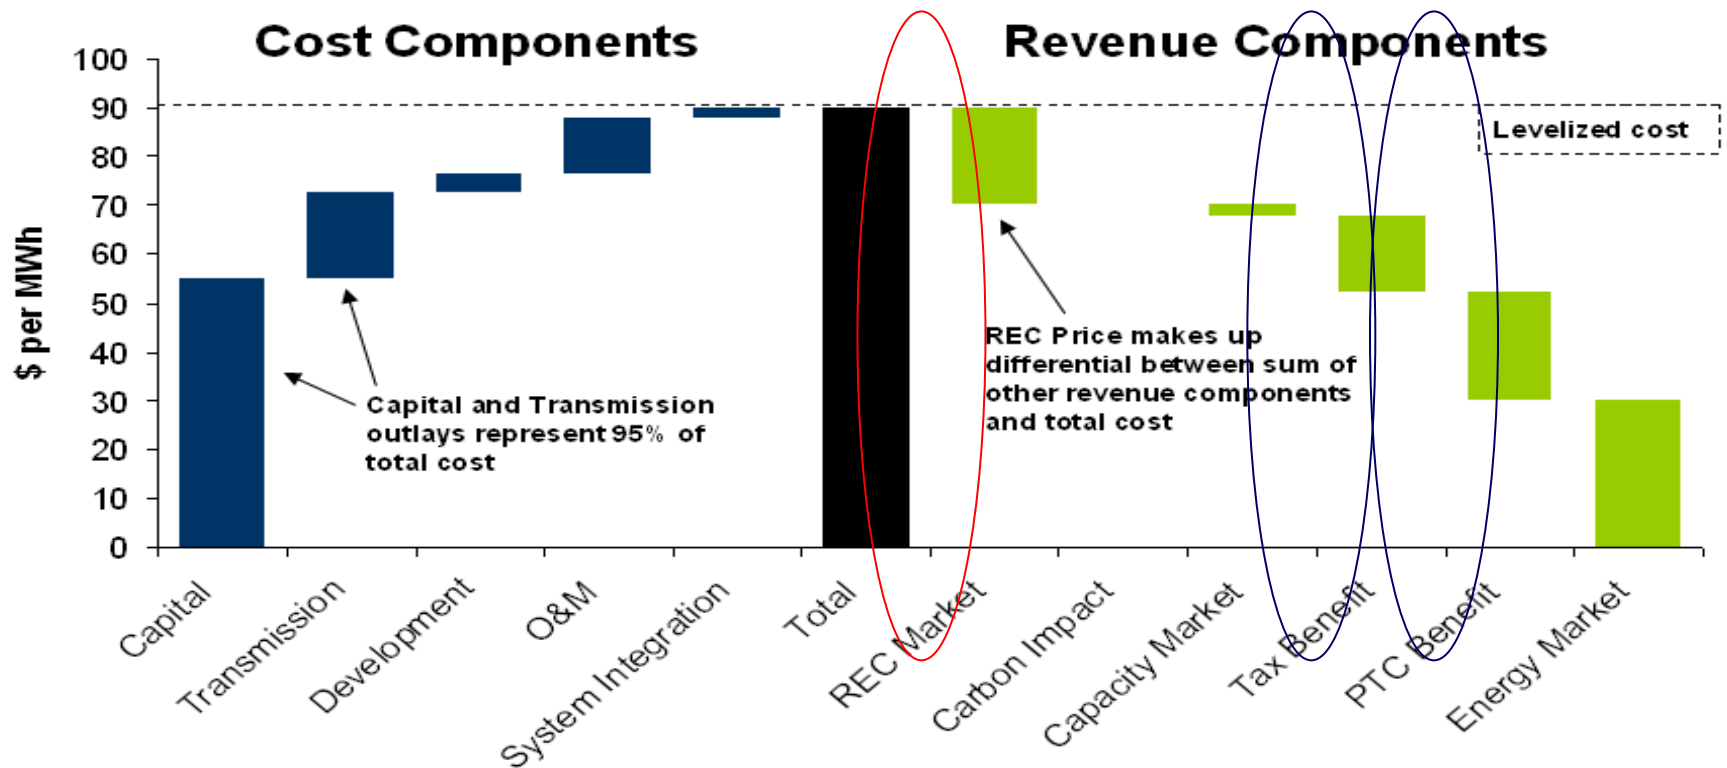 Cost Components
Revenue Components
100
90
80
70
60
50
40
30
20
10
0
$ per MWh
Levelized cost
REC Price makes up
differential between sum of
other revenue components
and total cost
Capital and Transmission
outlays represent 95% of
total cost
Capital
Transmission
Development
O&M
System Integration
Total
REC Market
Carbon Impact
Capacity Market
Tax Benefit
PTC Benefit
Energy Market